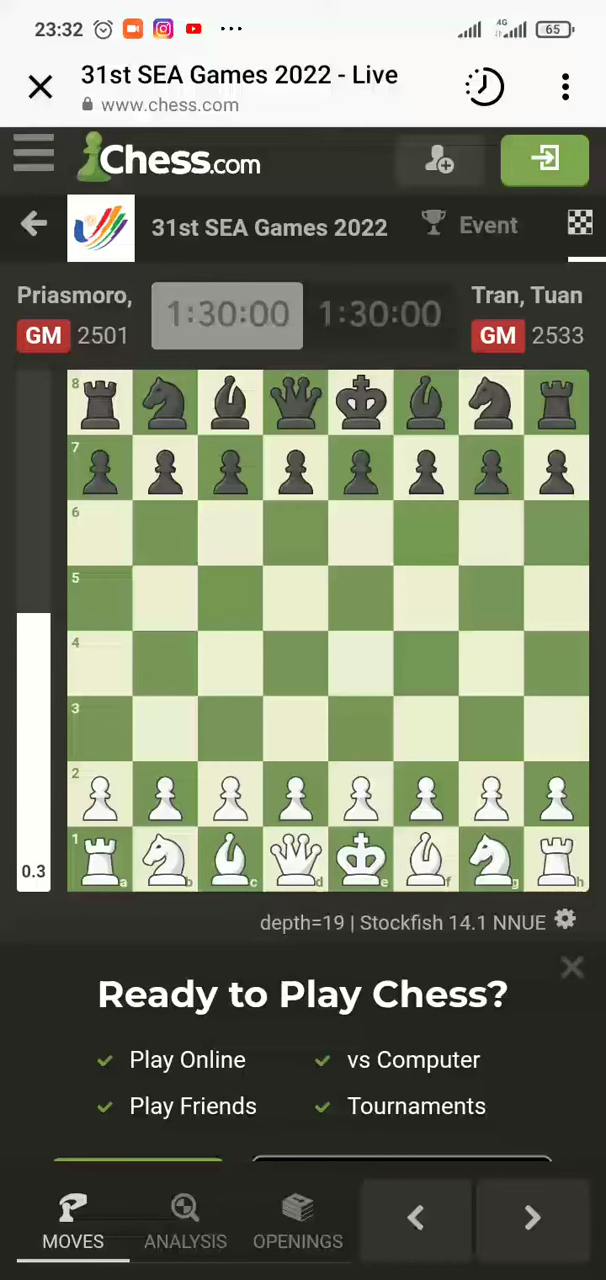 23:32
4G
65
31st SEA Games 2022 - Live
www.chess.com
Chess.com
31st SEA Games 2022
Event
Priasmoro,
1:30:00
1:30:00
Tran, Tuan
GM 2501
GM 2533
8
7
6
5
4
3
2
1
a b c d e f g h
0.3
depth=19 | Stockfish 14.1 NNUE
Ready to Play Chess?
Play Online
vs Computer
Play Friends
Tournaments
MOVES
ANALYSIS
OPENINGS